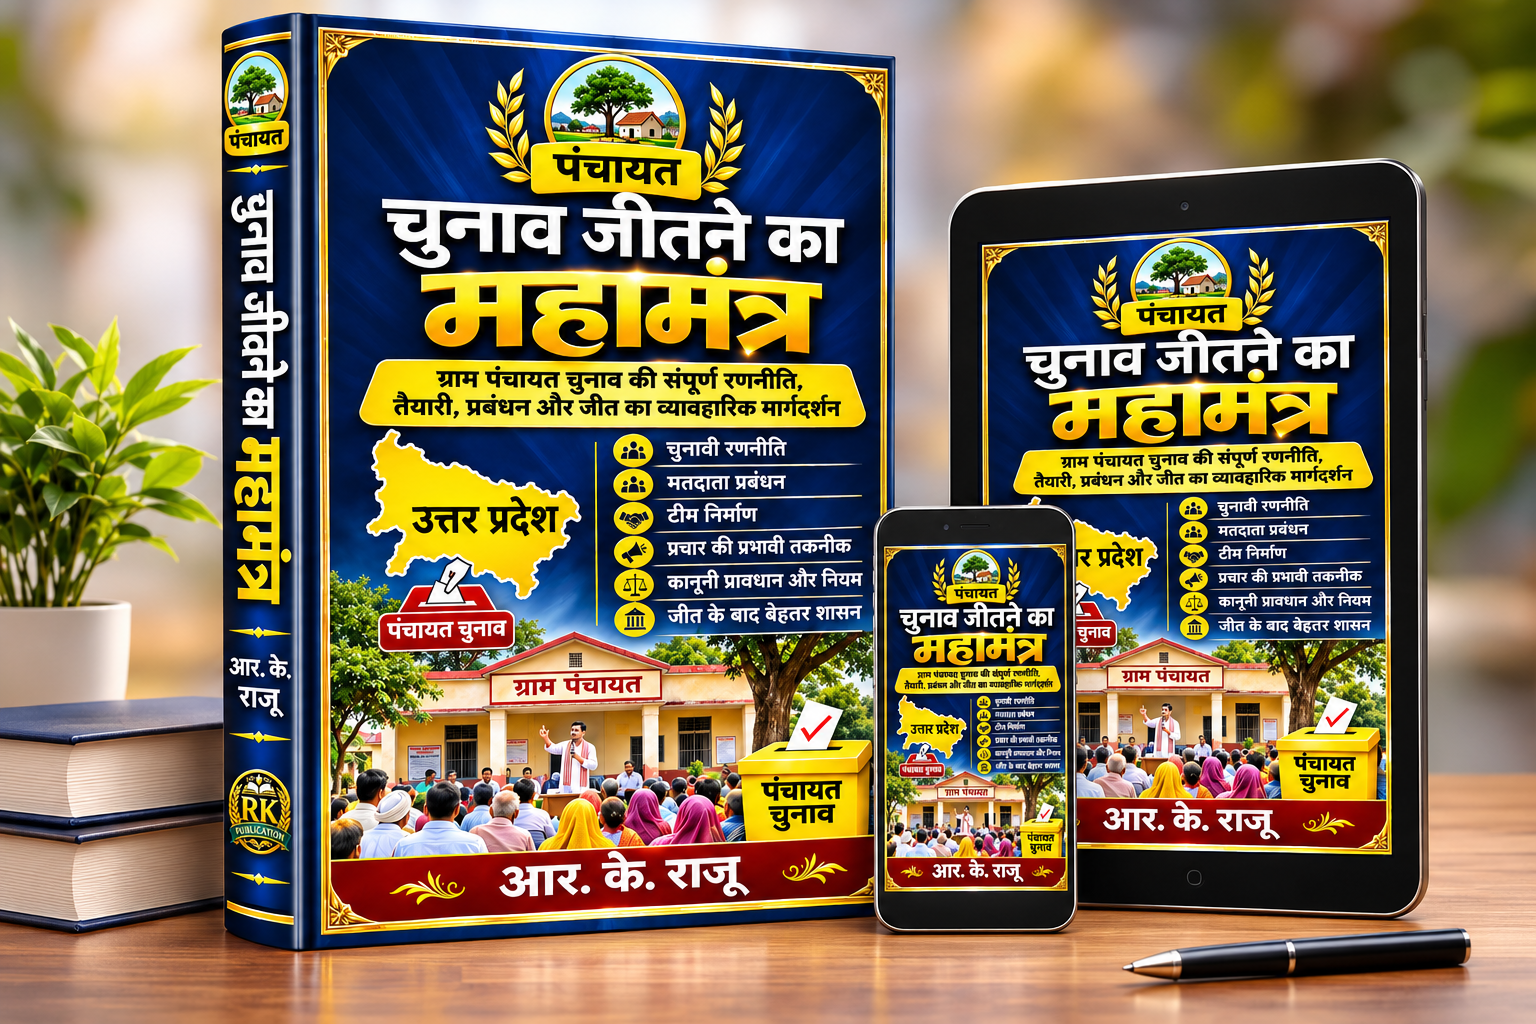 पंचायत
चुनाव जीतने का महामंत्र
आर. के.
राजू
RK
PUBLICATION
पंचायत
चुनाव जीतने का
महामंत्र
ग्राम पंचायत चुनाव की संपूर्ण रणनीति,
तैयारी, प्रबंधन और जीत का व्यावहारिक मार्गदर्शन
उत्तर प्रदेश
पंचायत चुनाव
चुनावी रणनीति
मतदाता प्रबंधन
टीम निर्माण
प्रचार की प्रभावी तकनीक
कानूनी प्रावधान और नियम
जीत के बाद बेहतर शासन
ग्राम पंचायत
पंचायत
चुनाव
आर. के. राजू
पंचायत
चुनाव जीतने का
महामंत्र
उत्तर प्रदेश
ग्राम पंचायत
पंचायत
चुनाव
आर. के. राजू
पंचायत
चुनाव जीतने का
महामंत्र
ग्राम पंचायत चुनाव की संपूर्ण रणनीति,
तैयारी, प्रबंधन और जीत का व्यावहारिक मार्गदर्शन
प्रदेश
चुनाव
चुनावी रणनीति
मतदाता प्रबंधन
टीम निर्माण
प्रचार की प्रभावी तकनीक
कानूनी प्रावधान और नियम
जीत के बाद बेहतर शासन
ग्राम पंचायत
पंचायत
चुनाव
आर. के. राजू